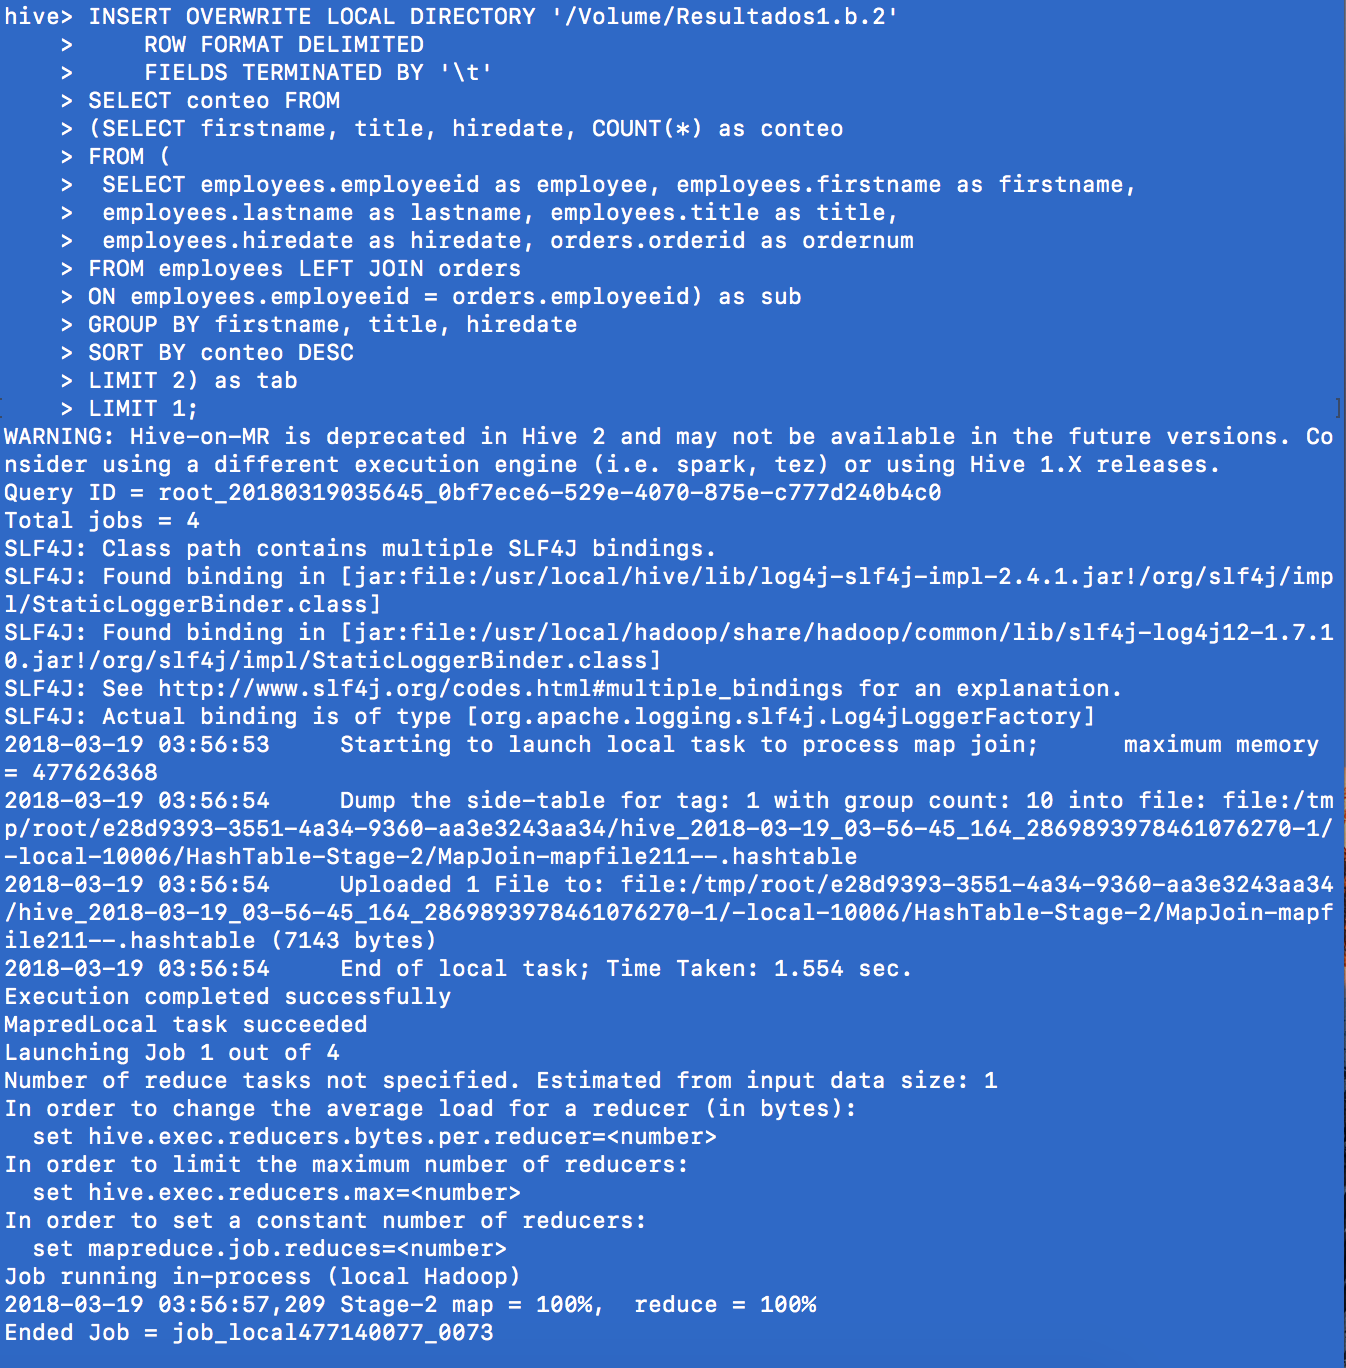 hive> INSERT OVERWRITE LOCAL DIRECTORY '/Volume/Resultados1.b.2'
    >     ROW FORMAT DELIMITED
    >     FIELDS TERMINATED BY '\t'
    > SELECT conteo FROM
    > (SELECT firstname, title, hiredate, COUNT(*) as conteo
    > FROM (
    >  SELECT employees.employeeid as employee, employees.firstname as firstname,
    >  employees.lastname as lastname, employees.title as title,
    >  employees.hiredate as hiredate, orders.orderid as ordernum
    > FROM employees LEFT JOIN orders
    > ON employees.employeeid = orders.employeeid) as sub
    > GROUP BY firstname, title, hiredate
    > SORT BY conteo DESC
    > LIMIT 2) as tab
[    > LIMIT 1;                                                                  ]
WARNING: Hive-on-MR is deprecated in Hive 2 and may not be available in the future versions. Co
nsider using a different execution engine (i.e. spark, tez) or using Hive 1.X releases.
Query ID = root_20180319035645_0bf7ece6-529e-4070-875e-c777d240b4c0
Total jobs = 4
SLF4J: Class path contains multiple SLF4J bindings.
SLF4J: Found binding in [jar:file:/usr/local/hive/lib/log4j-slf4j-impl-2.4.1.jar!/org/slf4j/imp
l/StaticLoggerBinder.class]
SLF4J: Found binding in [jar:file:/usr/local/hadoop/share/hadoop/common/lib/slf4j-log4j12-1.7.1
0.jar!/org/slf4j/impl/StaticLoggerBinder.class]
SLF4J: See http://www.slf4j.org/codes.html#multiple_bindings for an explanation.
SLF4J: Actual binding is of type [org.apache.logging.slf4j.Log4jLoggerFactory]
2018-03-19 03:56:53     Starting to launch local task to process map join;      maximum memory
= 477626368
2018-03-19 03:56:54     Dump the side-table for tag: 1 with group count: 10 into file: file:/tm
p/root/e28d9393-3551-4a34-9360-aa3e3243aa34/hive_2018-03-19_03-56-45_164_2869893978461076270-1/
-local-10006/HashTable-Stage-2/MapJoin-mapfile211--.hashtable
2018-03-19 03:56:54     Uploaded 1 File to: file:/tmp/root/e28d9393-3551-4a34-9360-aa3e3243aa34
/hive_2018-03-19_03-56-45_164_2869893978461076270-1/-local-10006/HashTable-Stage-2/MapJoin-mapf
ile211--.hashtable (7143 bytes)
2018-03-19 03:56:54     End of local task; Time Taken: 1.554 sec.
Execution completed successfully
MapredLocal task succeeded
Launching Job 1 out of 4
Number of reduce tasks not specified. Estimated from input data size: 1
In order to change the average load for a reducer (in bytes):
  set hive.exec.reducers.bytes.per.reducer=<number>
In order to limit the maximum number of reducers:
  set hive.exec.reducers.max=<number>
In order to set a constant number of reducers:
  set mapreduce.job.reduces=<number>
Job running in-process (local Hadoop)
2018-03-19 03:56:57,209 Stage-2 map = 100%,  reduce = 100%
Ended Job = job_local477140077_0073